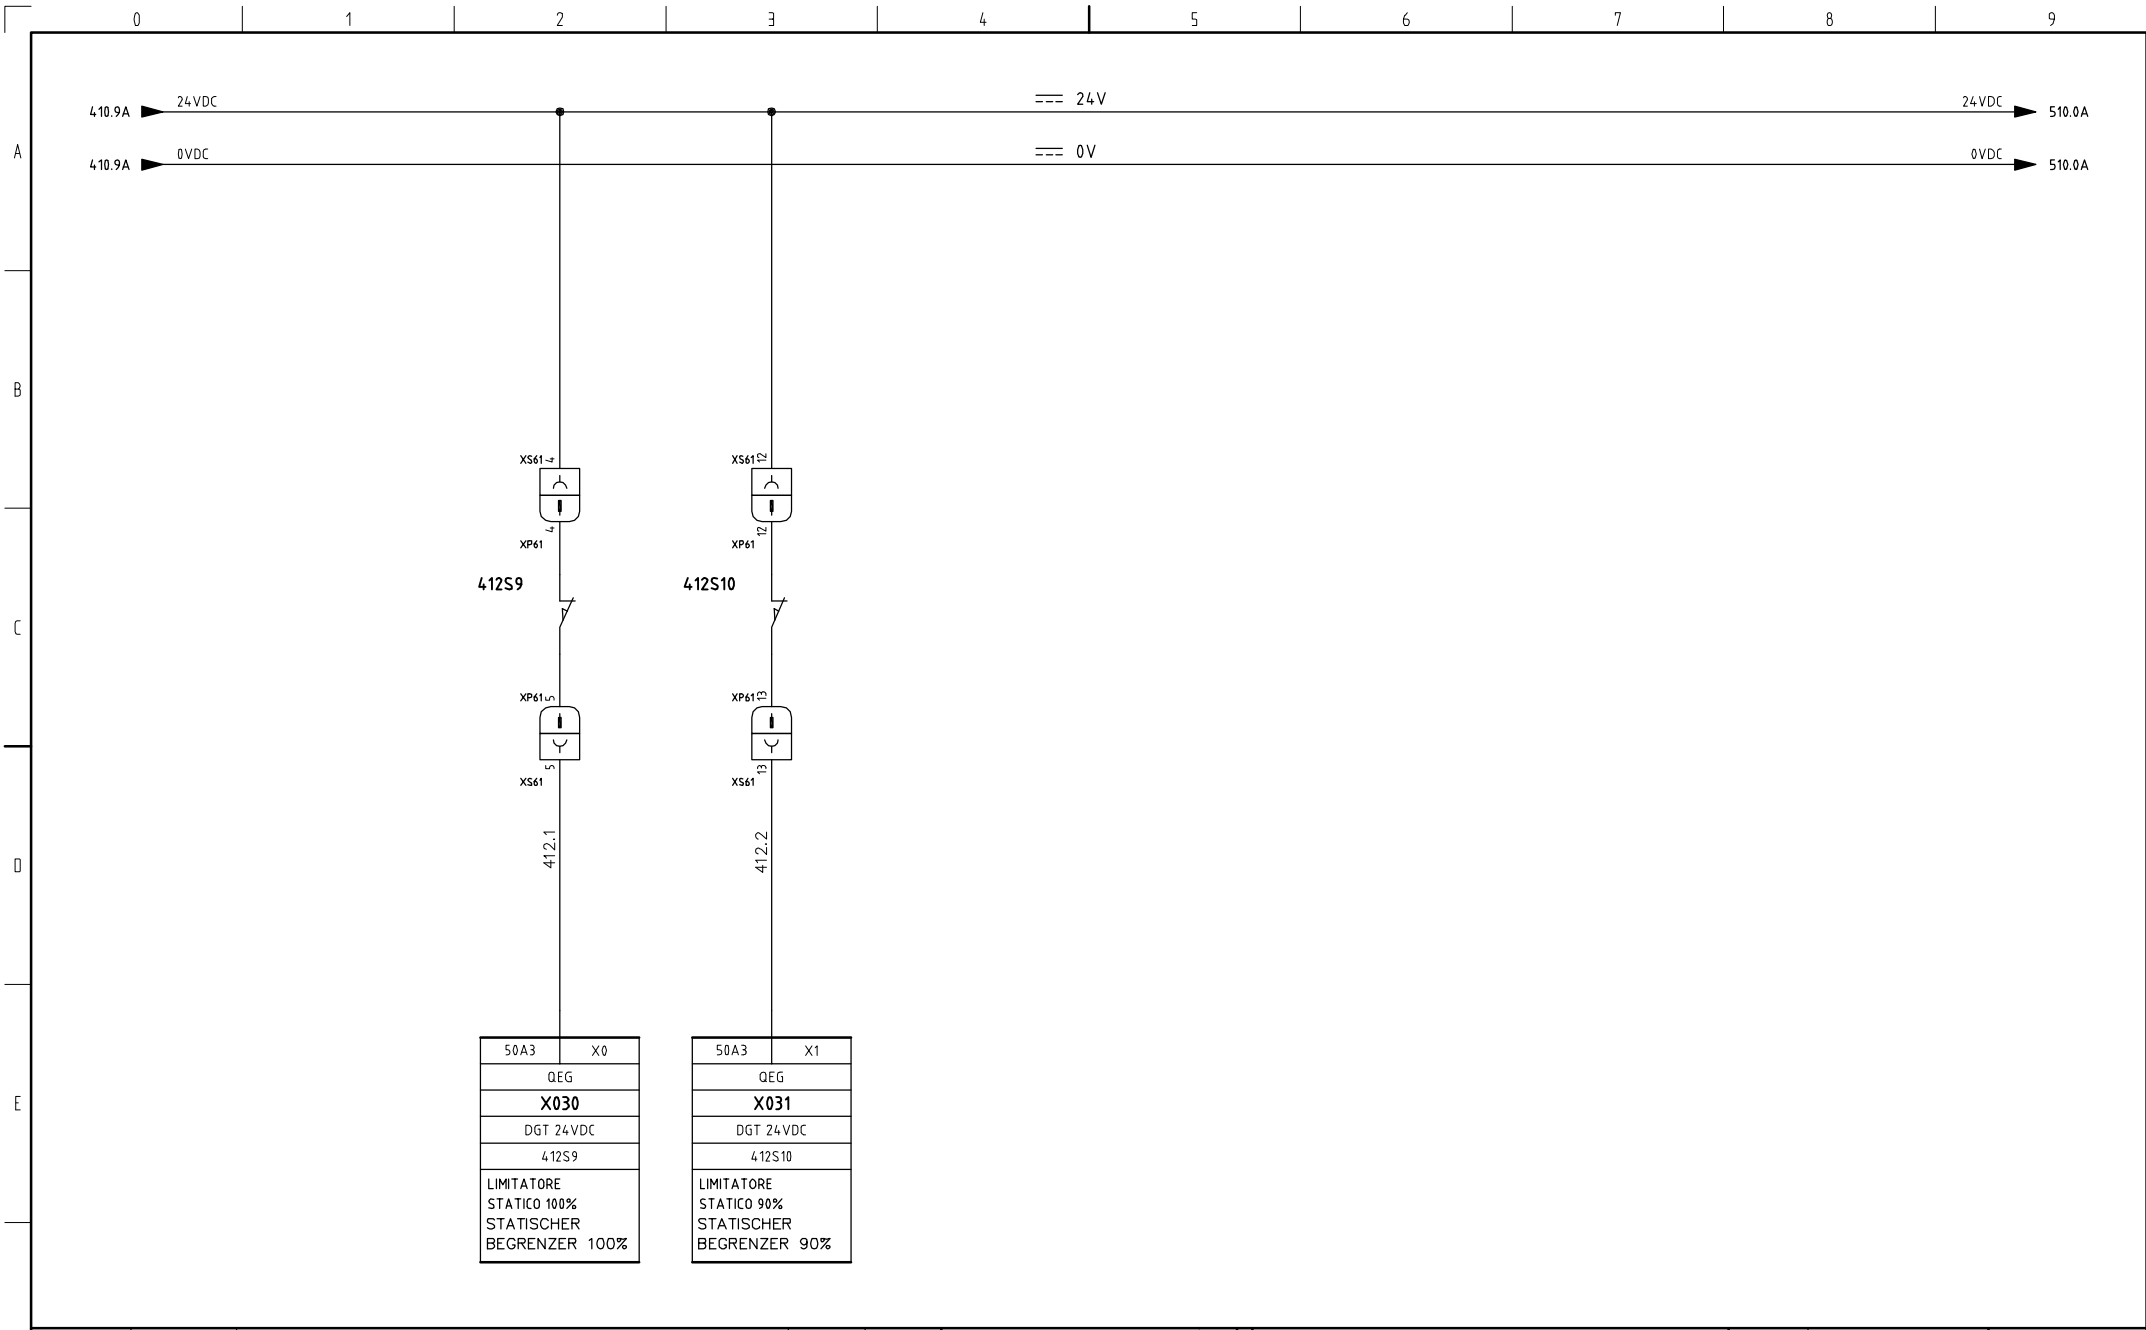 0 1 2 3 4 5 6 7 8 9
410.9A 24VDC 24V 24VDC 510.0A
A
410.9A 0VDC 0V 0VDC 510.0A
B
XS61 4 XS61 12
4 12
XP61 XP61
412S9 412S10
C
XP61 5 XP61 13
5 13
XS61 XS61
412.1 412.2
D
50A3 X0 50A3 X1
QEG QEG
E
X030 X031
DGT 24VDC DGT 24VDC
412S9 412S10
LIMITATORE LIMITATORE
STATICO 100% STATICO 90%
STATISCHER STATISCHER
BEGRENZER 100% BEGRENZER 90%